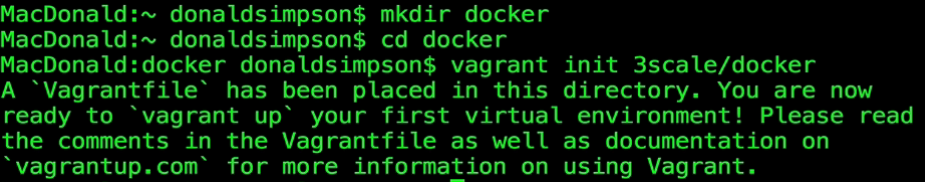 MacDonald:~ donaldsimpson$ mkdir docker
MacDonald:~ donaldsimpson$ cd docker
MacDonald:docker donaldsimpson$ vagrant init 3scale/docker
A `Vagrantfile` has been placed in this directory. You are now
ready to `vagrant up` your first virtual environment! Please read
the comments in the Vagrantfile as well as documentation on
`vagrantup.com` for more information on using Vagrant.